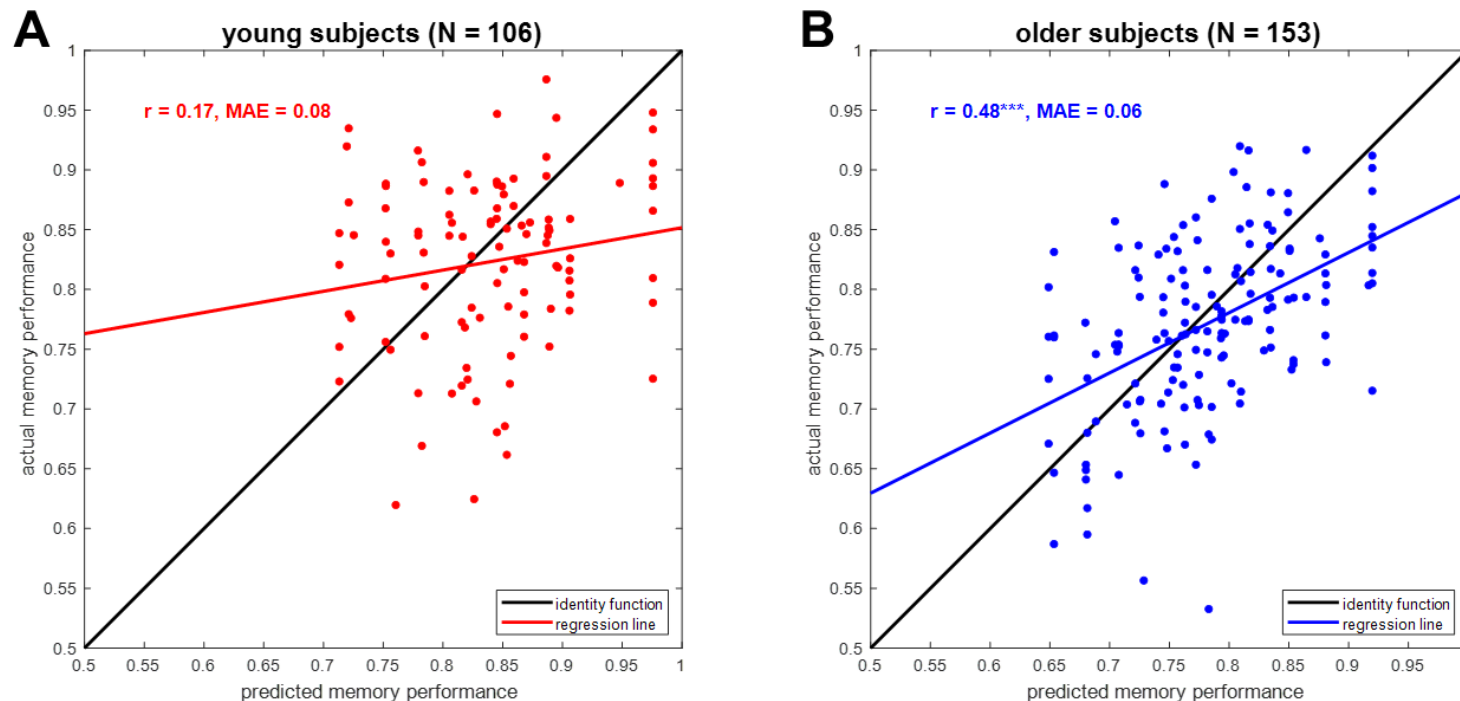 A
young subjects (N = 106)
r = 0.17, MAE = 0.08
actual memory performance
1
0.95
0.9
0.85
0.8
0.75
0.7
0.65
0.6
0.55
0.5
identity function
regression line
0.5 0.55 0.6 0.65 0.7 0.75 0.8 0.85 0.9 0.95 1
predicted memory performance
B
older subjects (N = 153)
r = 0.48***, MAE = 0.06
actual memory performance
1
0.95
0.9
0.85
0.8
0.75
0.7
0.65
0.6
0.55
0.5
identity function
regression line
0.5 0.55 0.6 0.65 0.7 0.75 0.8 0.85 0.9 0.95
predicted memory performance